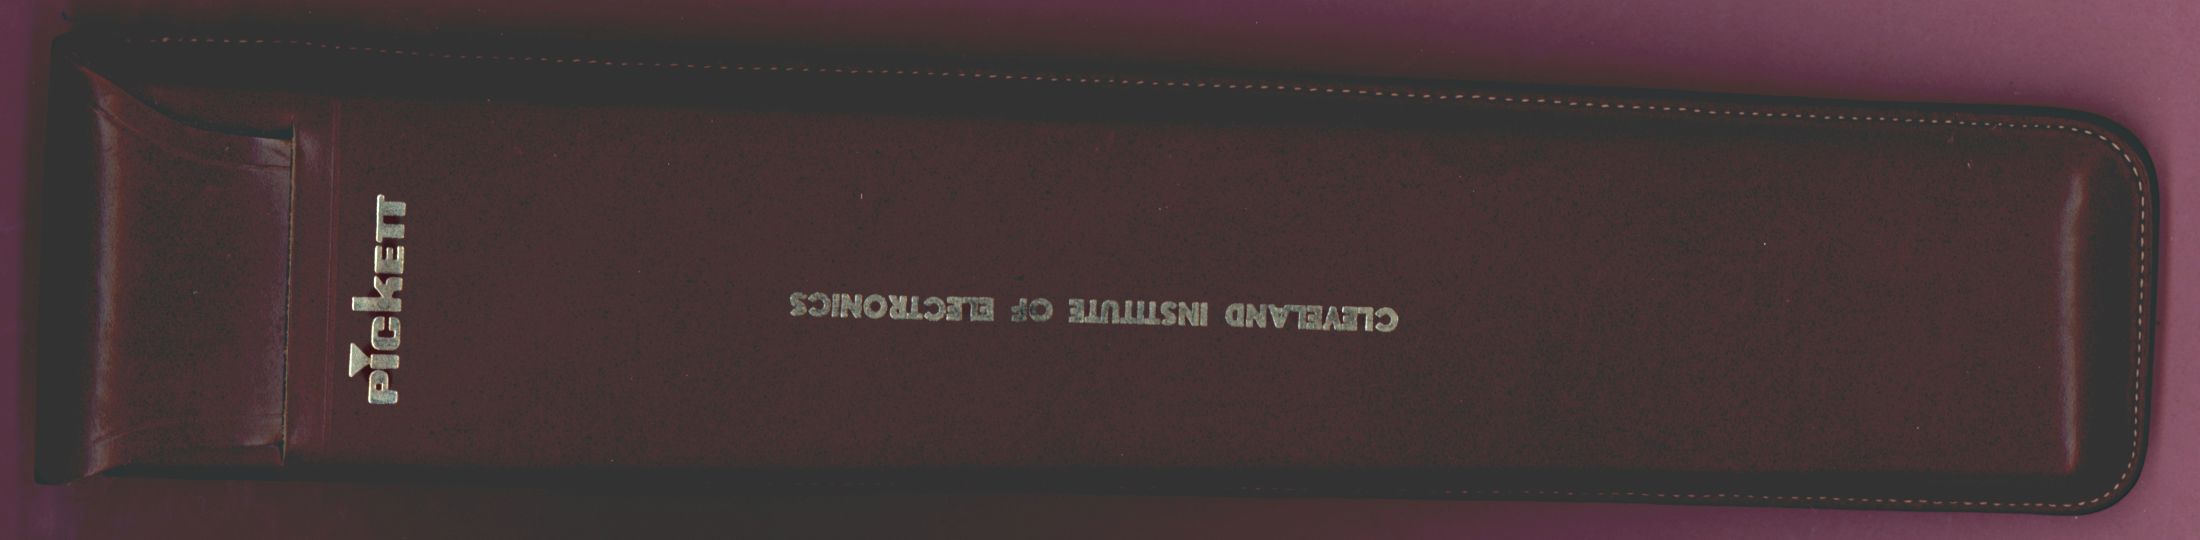 PICKETT
CLEVELAND INSTITUTE OF ELECTRONICS